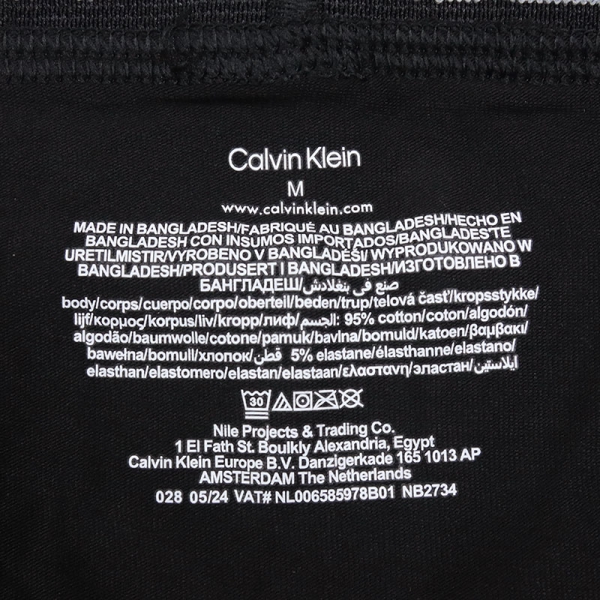 Calvin Klein
M
www.calvinklein.com
MADE IN BANGLADESH/FABRIQUÉ AU BANGLADESH/HECHO EN
BANGLADESH CON INSUMOS IMPORTADOS/BANGLADEŞ'TE
URETILMISTIR/VYROBENO V BANGLADÉŠI/WYPRODUKOWANO W
BANGLADESH/PRODUSERT I BANGLADESH/ИЗГОТОВЛЕНО В
БАНГЛАДЕШ/صنع في بنغلادش
body/corps/cuerpo/corpo/oberteil/beden/trup/telová časť/kropsstykke/
lijf/κορμος/korpus/liv/kropp/лиф/الجسم: 95% cotton/coton/algodón/
algodão/baumwolle/cotone/pamuk/bavlna/bomuld/katoen/βαμβακι/
bawełna/bomull/хлопок/قطن 5% elastane/élasthanne/elastano/
elasthan/elastomero/elastan/elastaan/ελαστανη/эластан/ايلاستين
30
Nile Projects & Trading Co.
1 El Fath St. Boulkly Alexandria, Egypt
Calvin Klein Europe B.V. Danzigerkade 165 1013 AP
AMSTERDAM The Netherlands
028 05/24 VAT# NL006585978B01 NB2734